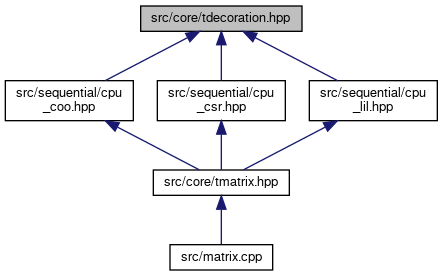 src/core/tdecoration.hpp
src/sequential/cpu
_coo.hpp
src/sequential/cpu
_csr.hpp
src/sequential/cpu
_lil.hpp
src/core/tmatrix.hpp
src/matrix.cpp